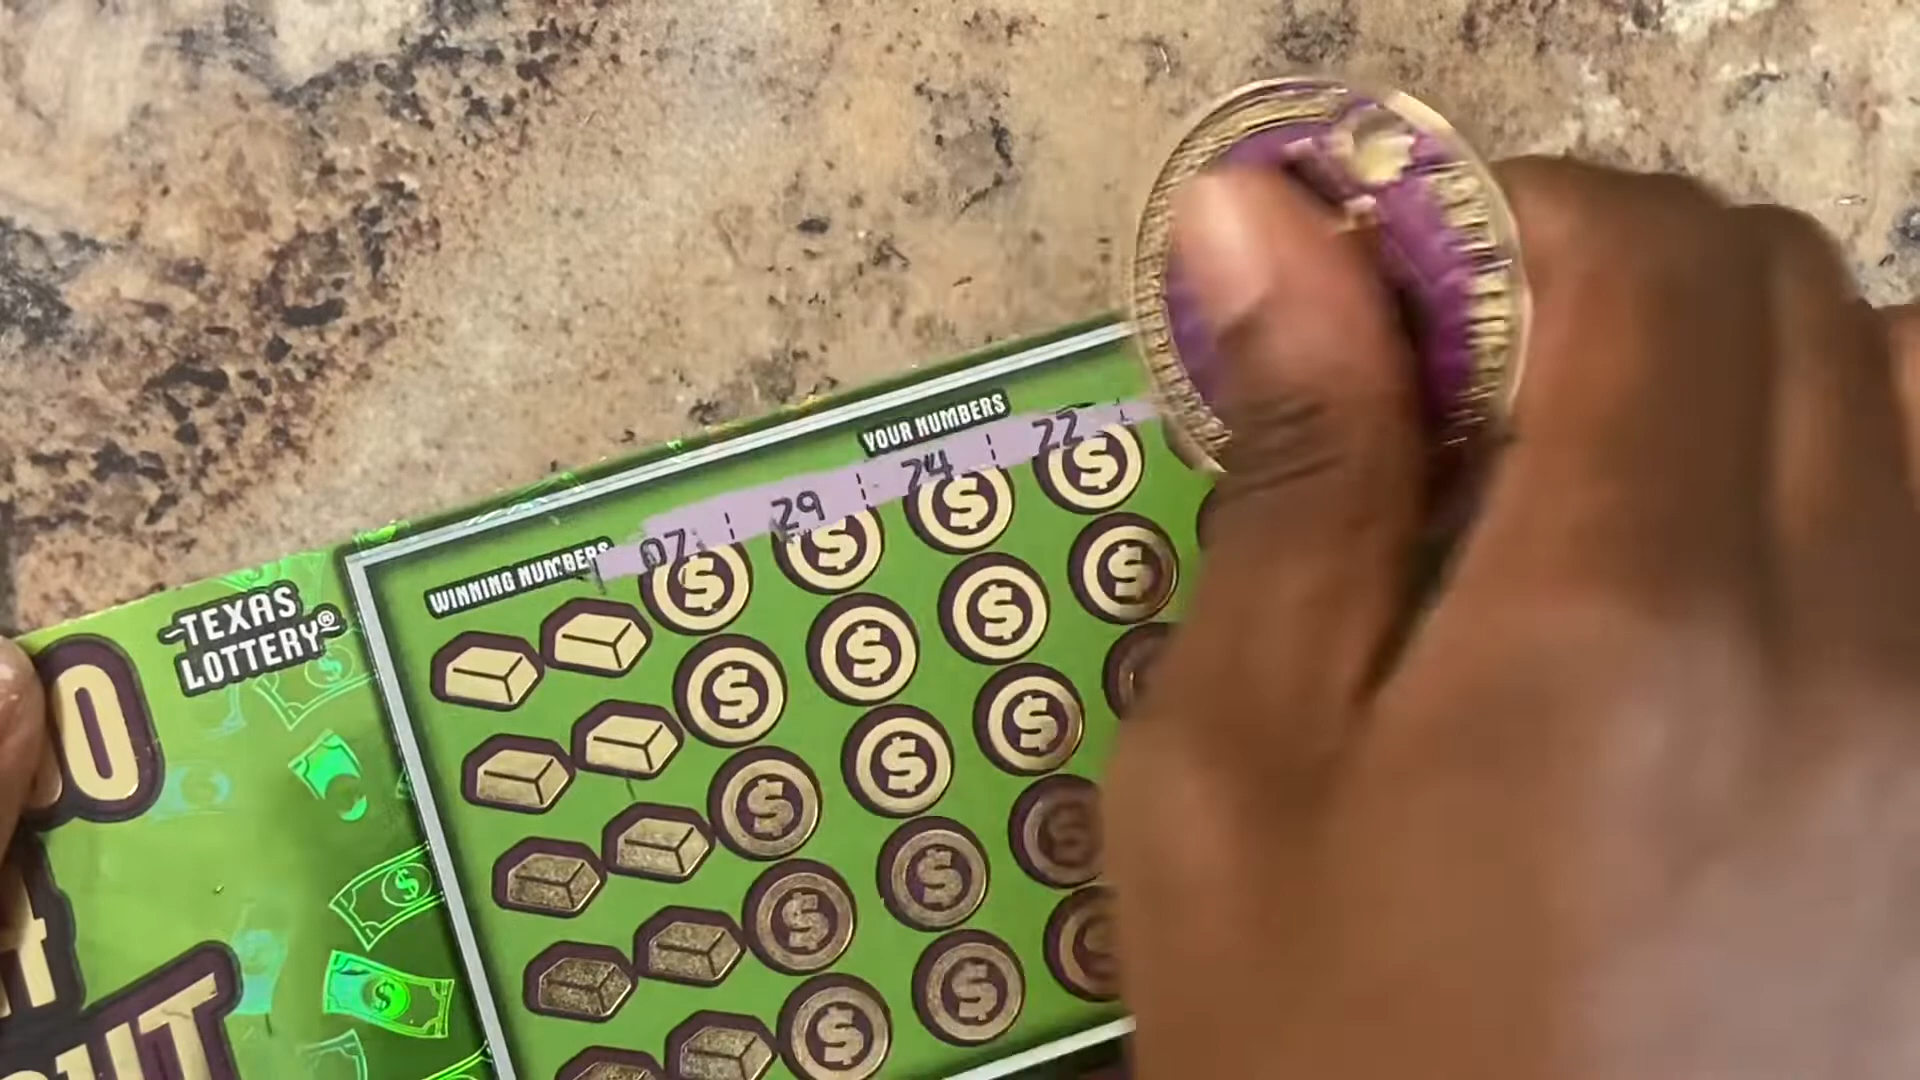 YOUR NUMBERS
07 29 24 22
WINNING NUMBERS
TEXAS
LOTTERY®